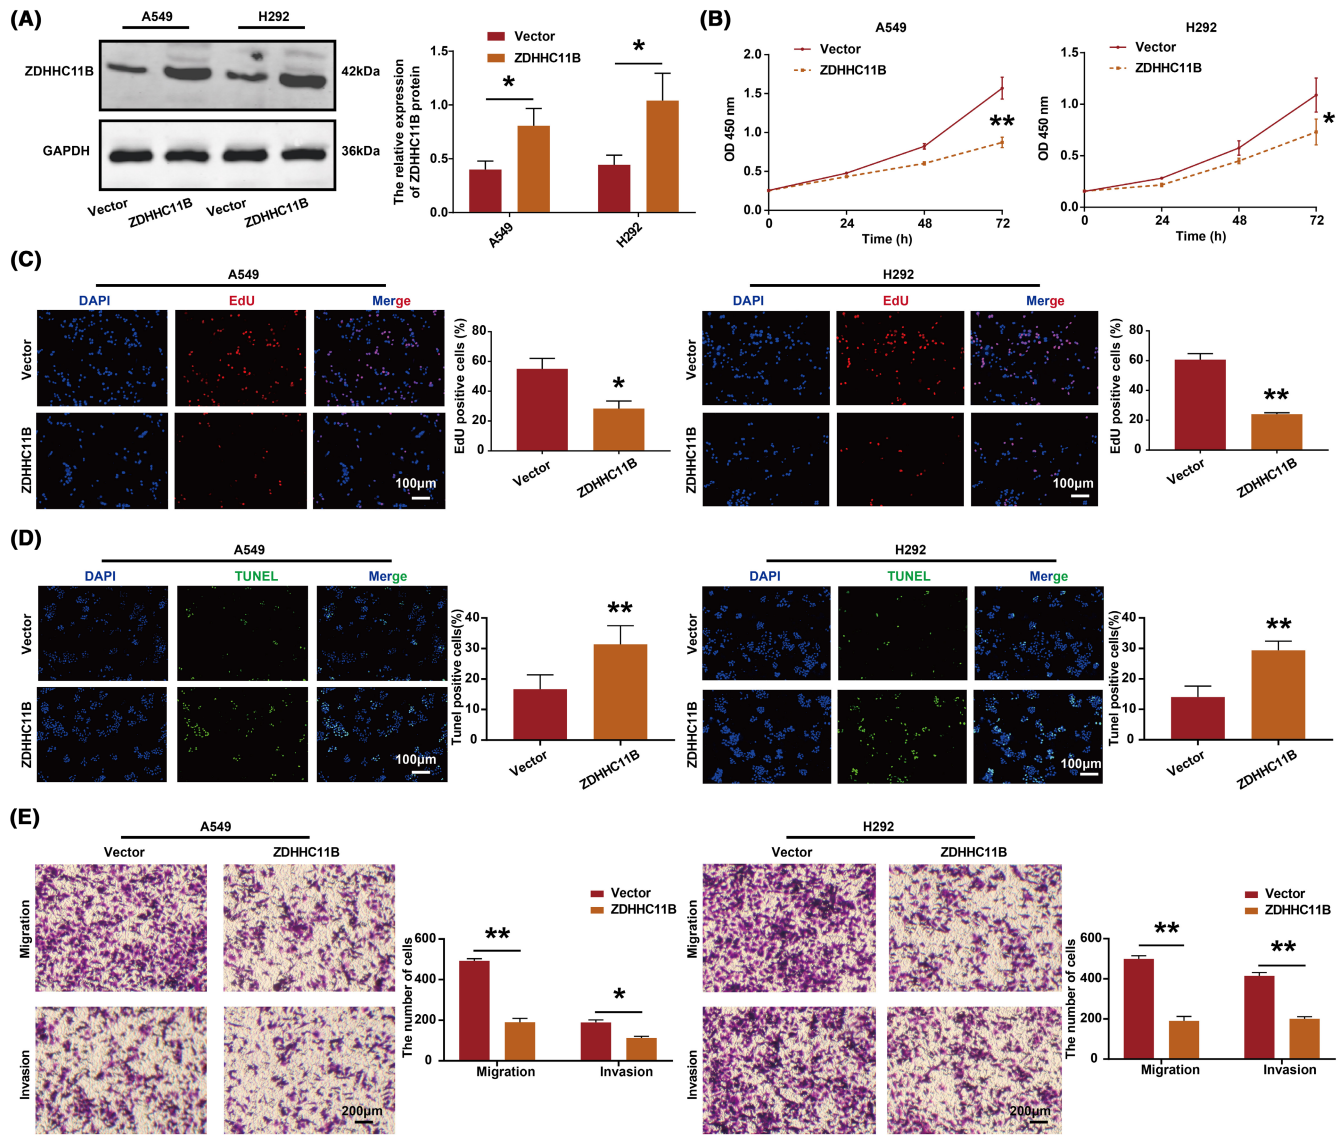 (A)
A549
H292
ZDHHC11B
42kDa
GAPDH
36kDa
Vector
ZDHHC11B
Vector
ZDHHC11B
The relative expression
of ZDHHC11B protein
1.5
1.0
0.5
0.0
Vector
ZDHHC11B
*
*
A549
H292
(B)
A549
Vector
ZDHHC11B
OD 450 nm
2.0
1.5
1.0
0.5
0.0
**
0
24
48
72
Time (h)
H292
Vector
ZDHHC11B
OD 450 nm
1.5
1.0
0.5
0.0
*
0
24
48
72
Time (h)
(C)
A549
DAPI
EdU
Merge
Vector
ZDHHC11B
100μm
EdU positive cells (%)
80
60
40
20
0
*
Vector
ZDHHC11B
H292
DAPI
EdU
Merge
Vector
ZDHHC11B
100μm
EdU positive cells (%)
80
60
40
20
0
**
Vector
ZDHHC11B
(D)
A549
DAPI
TUNEL
Merge
Vector
ZDHHC11B
100μm
Tunel positive cells(%)
40
30
20
10
0
**
Vector
ZDHHC11B
H292
DAPI
TUNEL
Merge
Vector
ZDHHC11B
100μm
Tunel positive cells(%)
40
30
20
10
0
**
Vector
ZDHHC11B
(E)
A549
Vector
ZDHHC11B
Migration
Invasion
200μm
Vector
ZDHHC11B
The number of cells
600
400
200
0
**
*
Migration
Invasion
H292
Vector
ZDHHC11B
Migration
Invasion
200μm
Vector
ZDHHC11B
The number of cells
600
400
200
0
**
**
Migration
Invasion